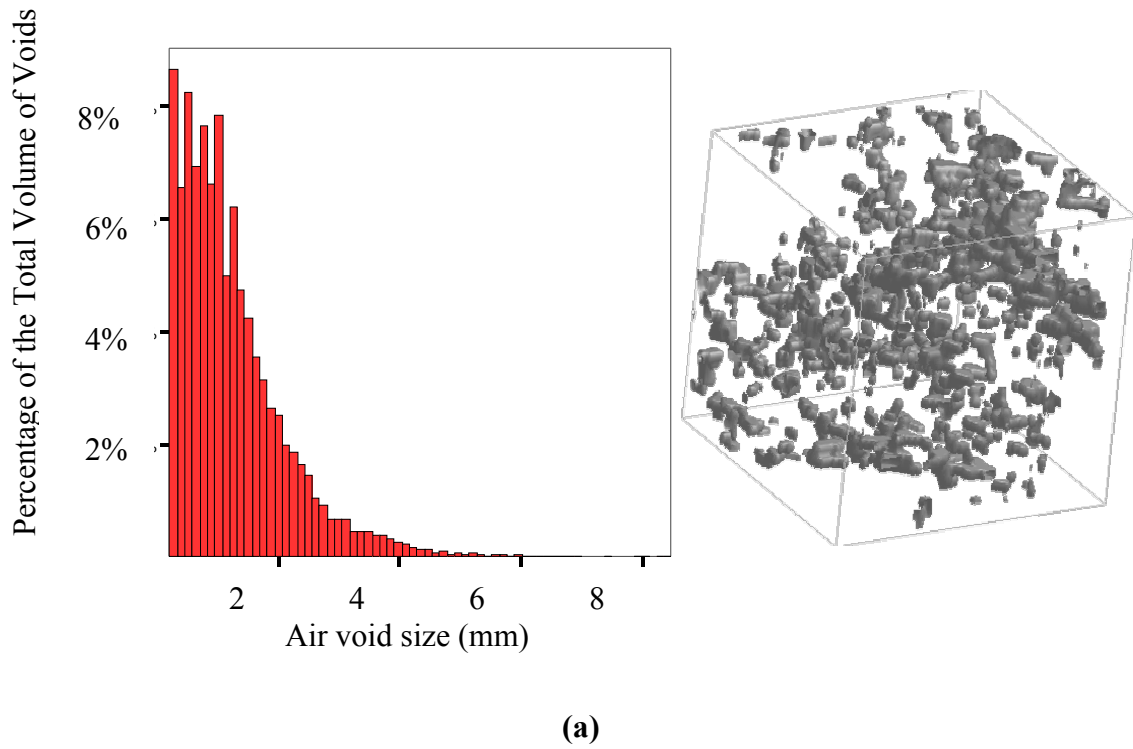 Percentage of the Total Volume of Voids
8%
6%
4%
2%
2 4 6 8
Air void size (mm)
(a)